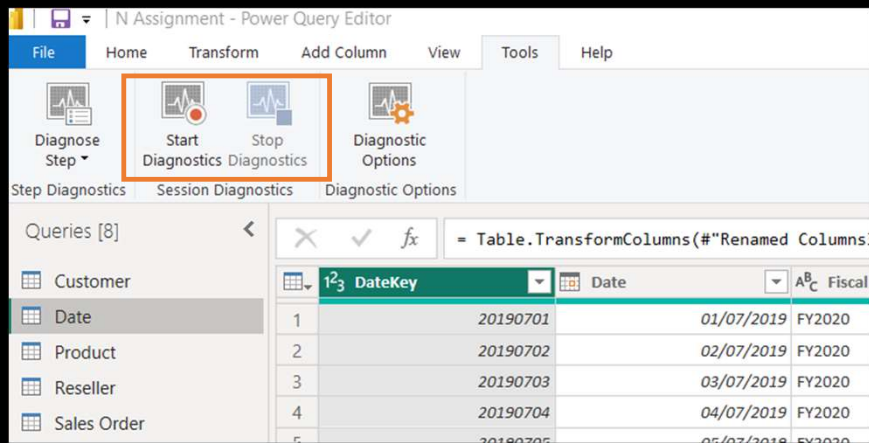 N Assignment - Power Query Editor
File Home Transform Add Column View Tools Help
Diagnose Step
Start Diagnostics
Stop Diagnostics
Diagnostic Options
Step Diagnostics Session Diagnostics Diagnostic Options
Queries [8]
fx = Table.TransformColumns(#"Renamed Columns
Customer
Date
Product
Reseller
Sales Order
123 DateKey Date ABC Fiscal
1 20190701 01/07/2019 FY2020
2 20190702 02/07/2019 FY2020
3 20190703 03/07/2019 FY2020
4 20190704 04/07/2019 FY2020